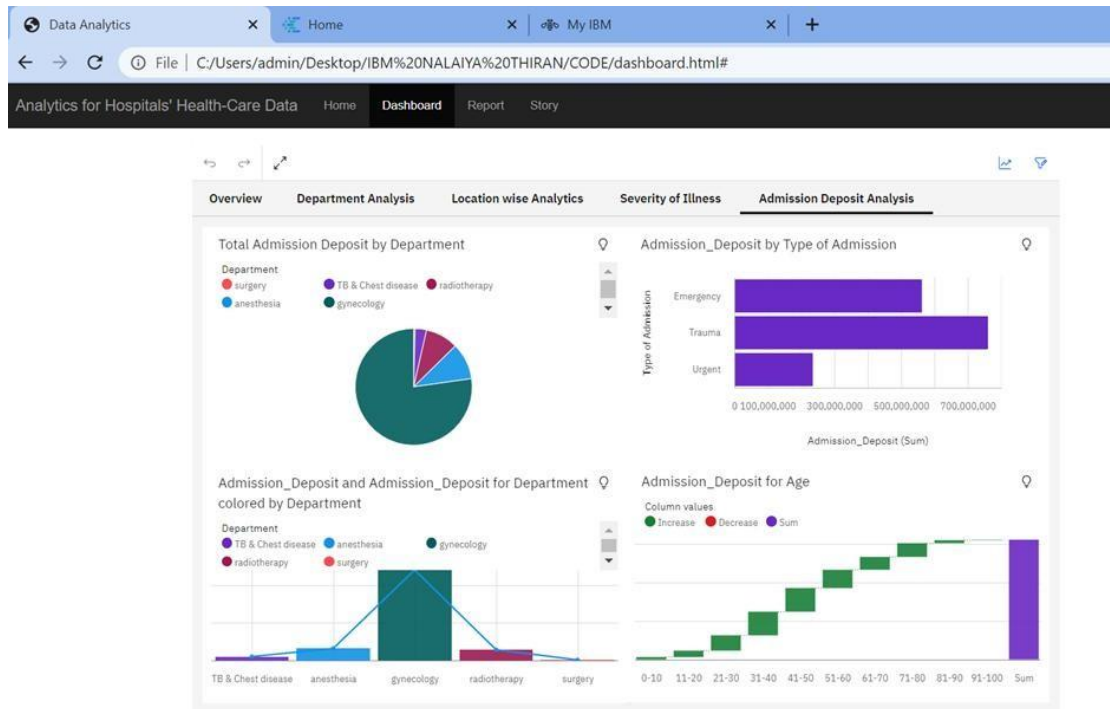 Data Analytics
Home
My IBM
File
C:/Users/admin/Desktop/IBM%20NALAIYA%20THIRAN/CODE/dashboard.html#
Analytics for Hospitals' Health-Care Data Home Dashboard Report Story
Overview Department Analysis Location wise Analytics Severity of Illness Admission Deposit Analysis
Total Admission Deposit by Department
Department
surgery TB & Chest disease radiotherapy
anesthesia gynecology
Admission_Deposit by Type of Admission
Type of Admission
Emergency
Trauma
Urgent
0 100,000,000 300,000,000 500,000,000 700,000,000
Admission_Deposit (Sum)
Admission_Deposit and Admission_Deposit for Department
colored by Department
Department
TB & Chest disease anesthesia gynecology
radiotherapy surgery
TB & Chest disease anesthesia gynecology radiotherapy surgery
Admission_Deposit for Age
Column values
Increase Decrease Sum
0-10 11-20 21-30 31-40 41-50 51-60 61-70 71-80 81-90 91-100 Sum